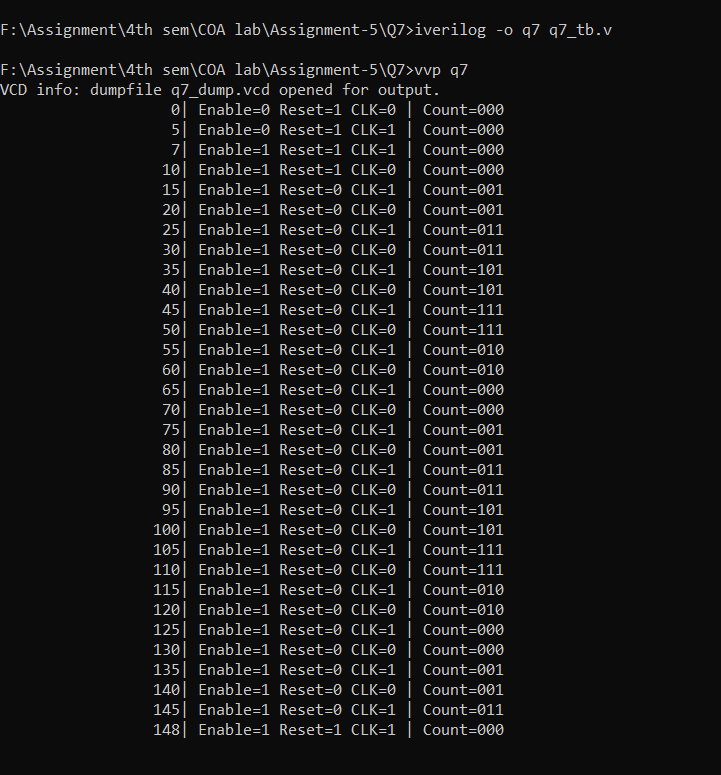 F:\Assignment\4th sem\COA lab\Assignment-5\Q7>iverilog -o q7 q7_tb.v
F:\Assignment\4th sem\COA lab\Assignment-5\Q7>vvp q7
VCD info: dumpfile q7_dump.vcd opened for output.
0| Enable=0 Reset=1 CLK=0 | Count=000
5| Enable=0 Reset=1 CLK=1 | Count=000
7| Enable=1 Reset=1 CLK=1 | Count=000
10| Enable=1 Reset=1 CLK=0 | Count=000
15| Enable=1 Reset=0 CLK=1 | Count=001
20| Enable=1 Reset=0 CLK=0 | Count=001
25| Enable=1 Reset=0 CLK=1 | Count=011
30| Enable=1 Reset=0 CLK=0 | Count=011
35| Enable=1 Reset=0 CLK=1 | Count=101
40| Enable=1 Reset=0 CLK=0 | Count=101
45| Enable=1 Reset=0 CLK=1 | Count=111
50| Enable=1 Reset=0 CLK=0 | Count=111
55| Enable=1 Reset=0 CLK=1 | Count=010
60| Enable=1 Reset=0 CLK=0 | Count=010
65| Enable=1 Reset=0 CLK=1 | Count=000
70| Enable=1 Reset=0 CLK=0 | Count=000
75| Enable=1 Reset=0 CLK=1 | Count=001
80| Enable=1 Reset=0 CLK=0 | Count=001
85| Enable=1 Reset=0 CLK=1 | Count=011
90| Enable=1 Reset=0 CLK=0 | Count=011
95| Enable=1 Reset=0 CLK=1 | Count=101
100| Enable=1 Reset=0 CLK=0 | Count=101
105| Enable=1 Reset=0 CLK=1 | Count=111
110| Enable=1 Reset=0 CLK=0 | Count=111
115| Enable=1 Reset=0 CLK=1 | Count=010
120| Enable=1 Reset=0 CLK=0 | Count=010
125| Enable=1 Reset=0 CLK=1 | Count=000
130| Enable=1 Reset=0 CLK=0 | Count=000
135| Enable=1 Reset=0 CLK=1 | Count=001
140| Enable=1 Reset=0 CLK=0 | Count=001
145| Enable=1 Reset=0 CLK=1 | Count=011
148| Enable=1 Reset=1 CLK=1 | Count=000